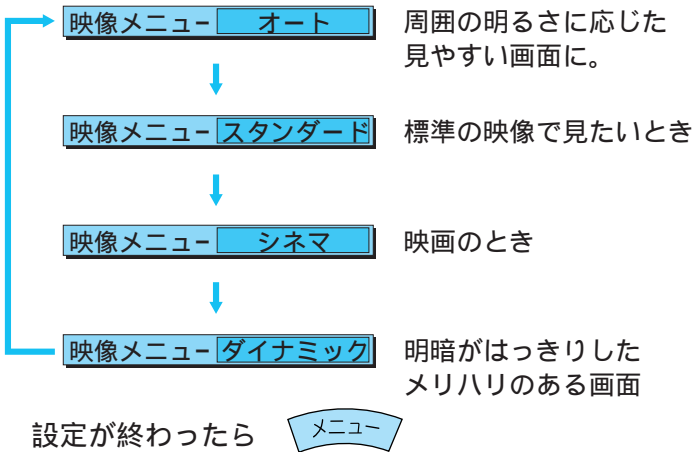 映像メニュー オート 周囲の明るさに応じた
見やすい画面に。
映像メニュー スタンダード 標準の映像で見たいとき
映像メニュー シネマ 映画のとき
映像メニュー ダイナミック 明暗がはっきりした
メリハリのある画面
設定が終わったら メニュー